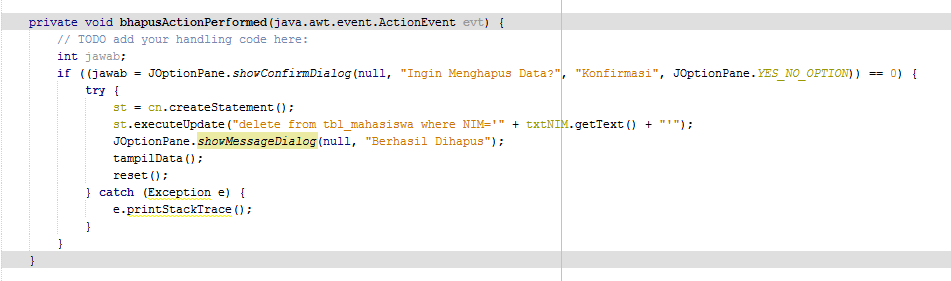 private void bhapusActionPerformed(java.awt.event.ActionEvent evt) {
// TODO add your handling code here:
int jawab;
if ((jawab = JOptionPane.showConfirmDialog(null, "Ingin Menghapus Data?", "Konfirmasi", JOptionPane.YES_NO_OPTION)) == 0) {
try {
st = cn.createStatement();
st.executeUpdate("delete from tbl_mahasiswa where NIM='" + txtNIM.getText() + "'");
JOptionPane.showMessageDialog(null, "Berhasil Dihapus");
tampilData();
reset();
} catch (Exception e) {
e.printStackTrace();
}
}
}